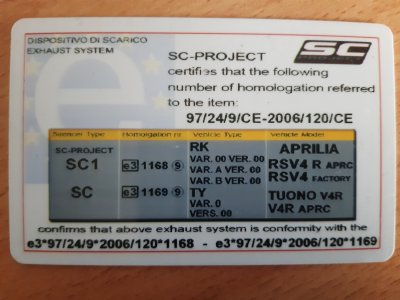 DISPOSITIVO DI SCARICO
EXHAUST SYSTEM
SC
SC-PROJECT
certifies that the following
number of homologation referred
to the item:
97/24/9/CE-2006/120/CE
Silencer Type Homolgation nr. Vehicle Type Vehicle Model
SC-PROJECT
SC1
SC
e3 1168 9
e3 1169 9
RK
VAR. 00 VER. 00
VAR. A VER. 00
VAR. B VER. 00
TY
VAR. 0
VERS. 00
APRILIA
RSV4 R APRC
RSV4 FACTORY
TUONO V4R
V4R APRC
confirms that above exhaust system is conformity with the
e3*97/24/9*2006/120*1168 - e3*97/24/9*2006/120*1169